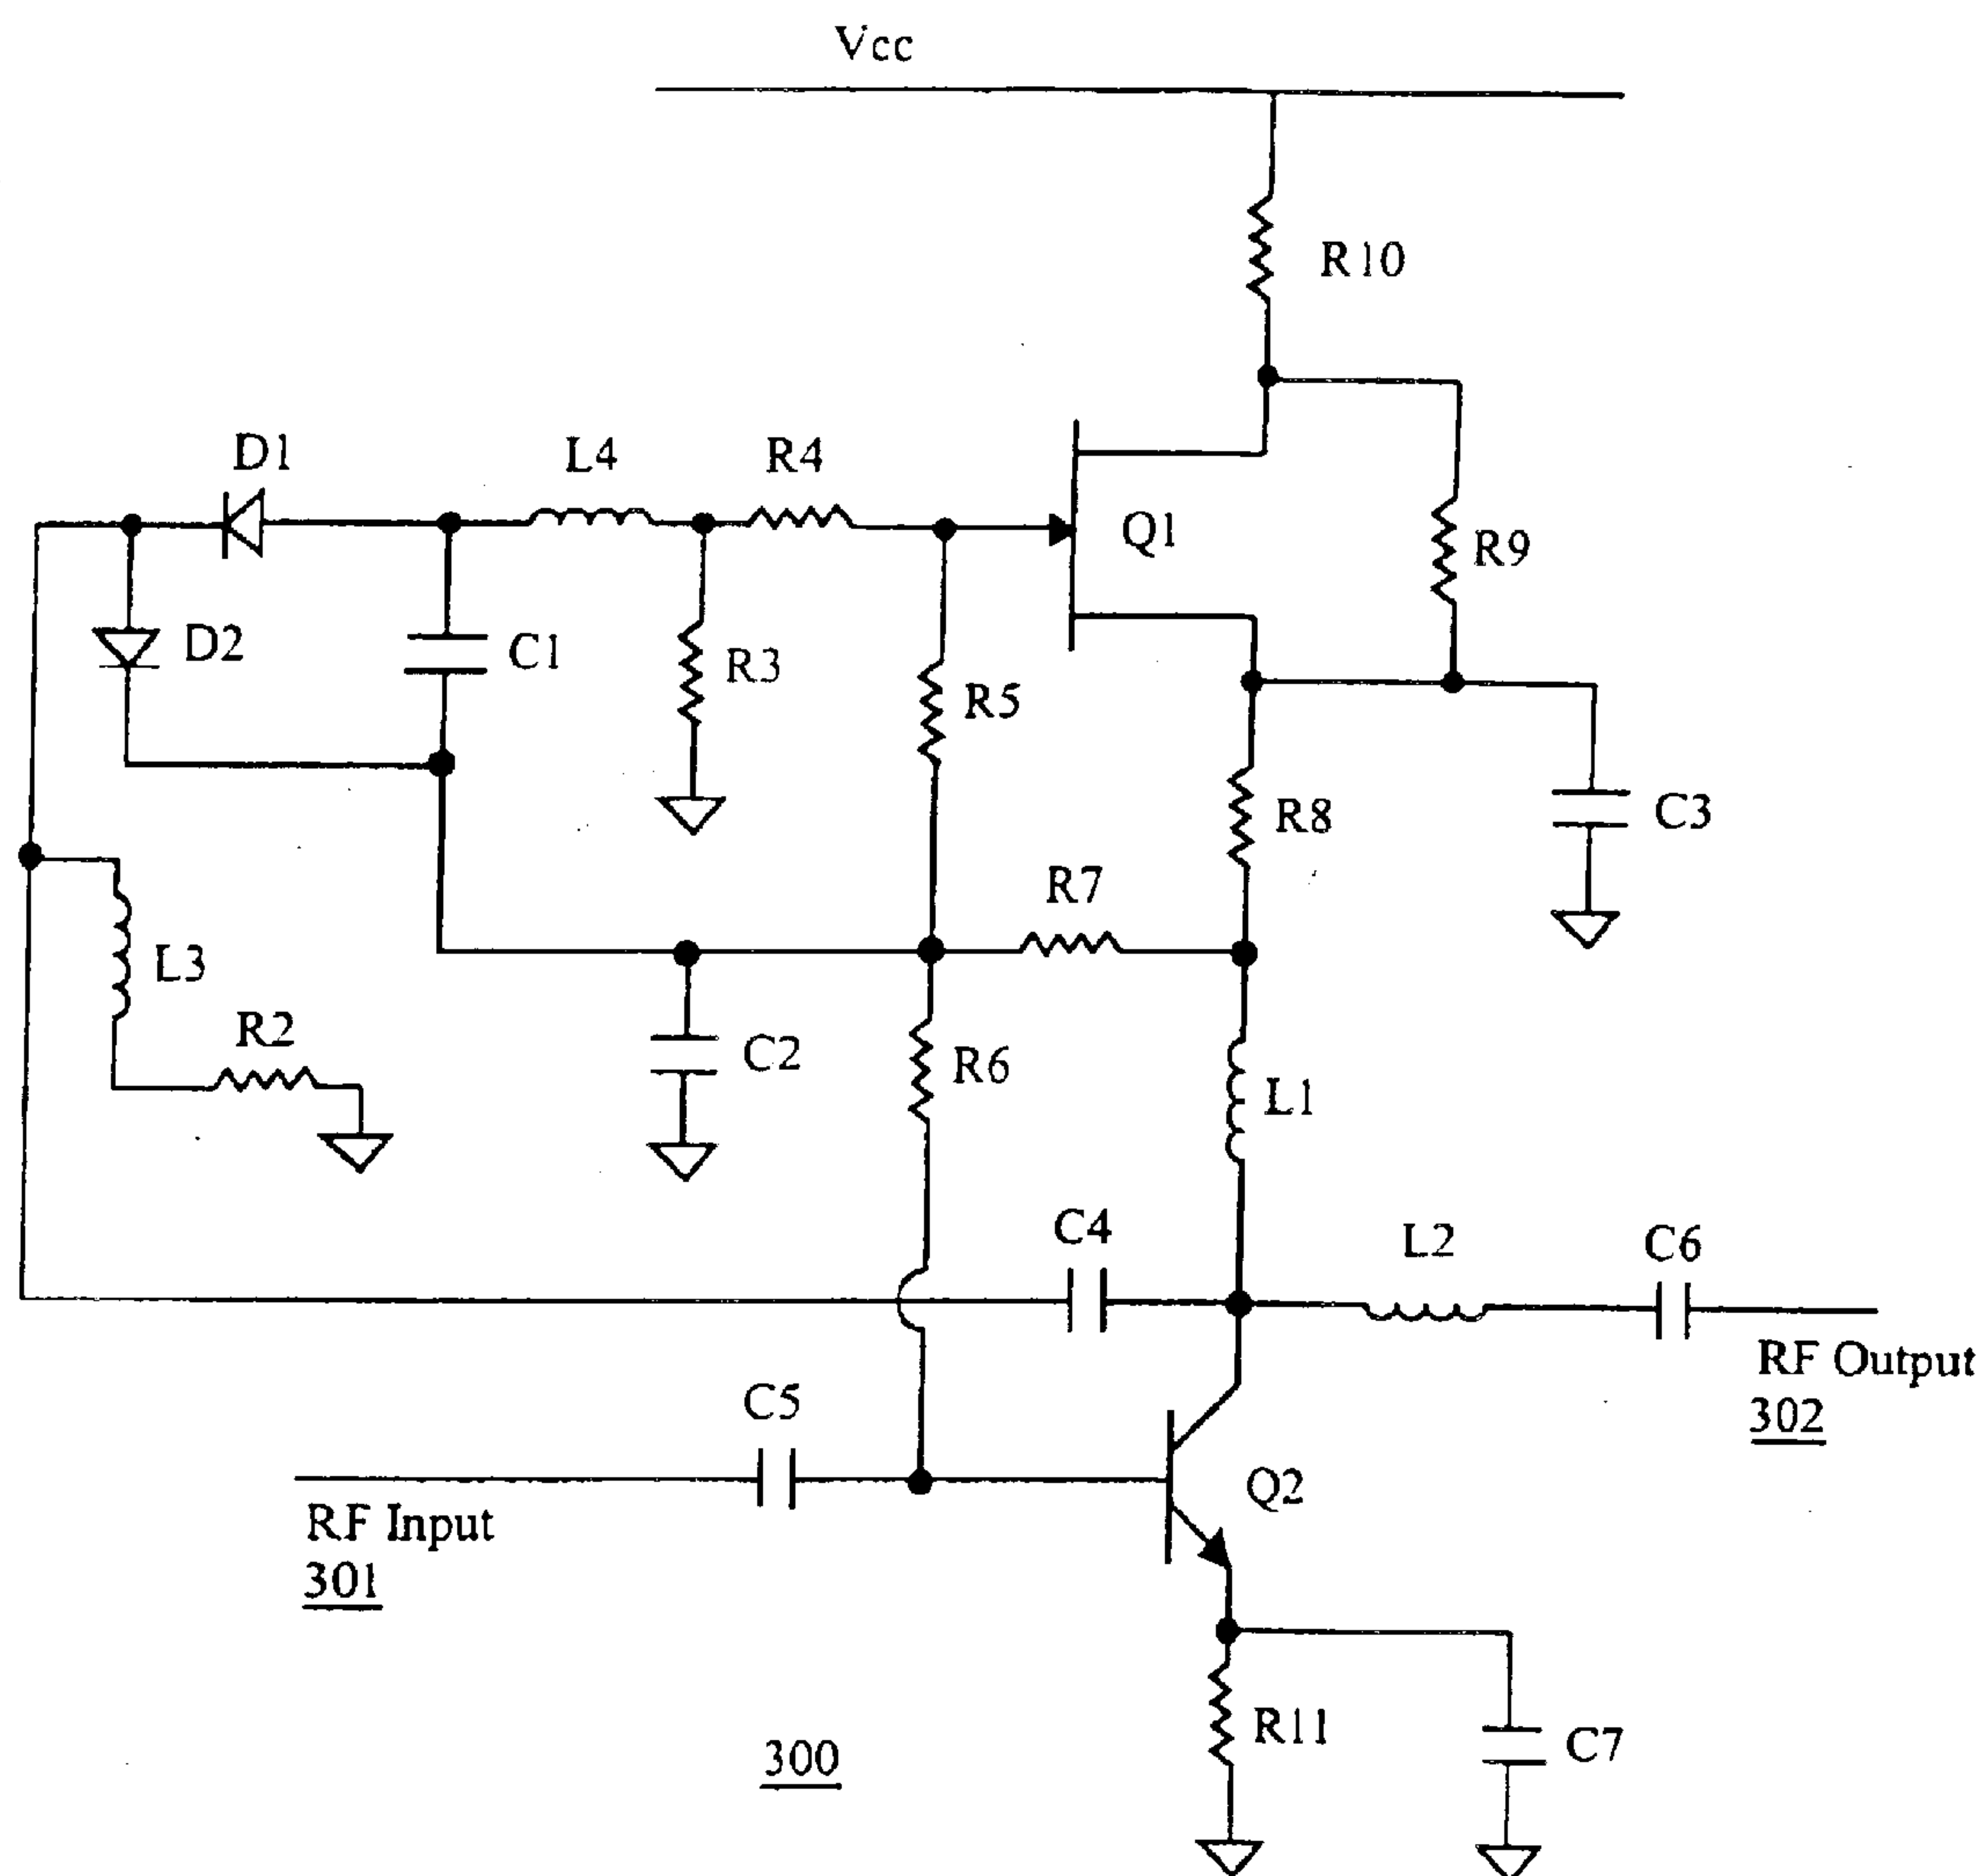 Vcc
R10
D1
L4
R4
Q1
R9
D2
C1
R3
R5
R8
C3
R7
L3
R2
C2
R6
L1
C4
L2
C6
RF Output
302
C5
Q2
RF Input
301
R11
C7
300